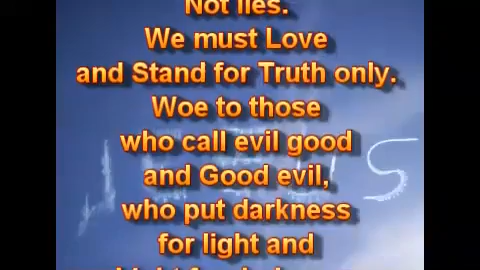 Not lies.
We must Love
and Stand for Truth only.
Woe to those
who call evil good
and Good evil,
who put darkness
for light and